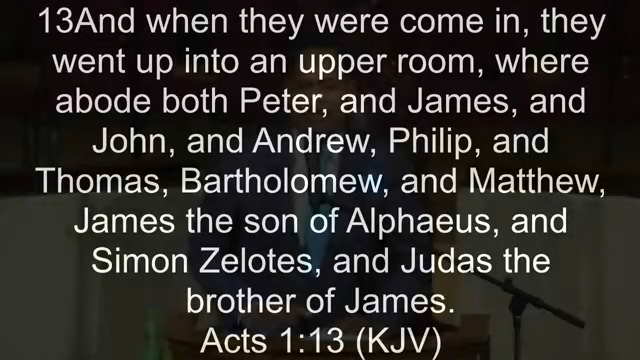 13And when they were come in, they
went up into an upper room, where
abode both Peter, and James, and
John, and Andrew, Philip, and
Thomas, Bartholomew, and Matthew,
James the son of Alphaeus, and
Simon Zelotes, and Judas the
brother of James.
Acts 1:13 (KJV)